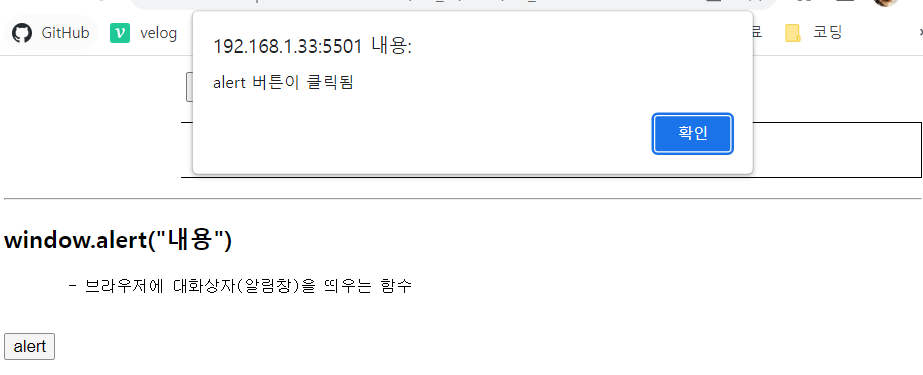 GitHub
velog
료
코딩
192.168.1.33:5501 내용:
alert 버튼이 클릭됨
확인
window.alert("내용")
- 브라우저에 대화상자(알림창)을 띄우는 함수
alert